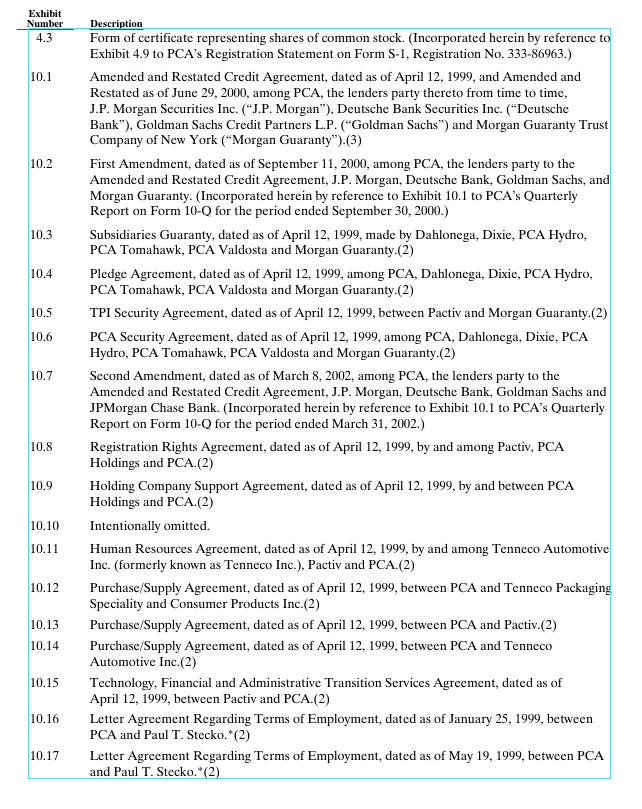 Exhibit
Number Description
4.3 Form of certificate representing shares of common stock. (Incorporated herein by reference to
Exhibit 4.9 to PCA's Registration Statement on Form S-1, Registration No. 333-86963.)
10.1 Amended and Restated Credit Agreement, dated as of April 12, 1999, and Amended and
Restated as of June 29, 2000, among PCA, the lenders party thereto from time to time,
J.P. Morgan Securities Inc. ("J.P. Morgan"), Deutsche Bank Securities Inc. ("Deutsche
Bank"), Goldman Sachs Credit Partners L.P. ("Goldman Sachs") and Morgan Guaranty Trust
Company of New York ("Morgan Guaranty").(3)
10.2 First Amendment, dated as of September 11, 2000, among PCA, the lenders party to the
Amended and Restated Credit Agreement, J.P. Morgan, Deutsche Bank, Goldman Sachs, and
Morgan Guaranty. (Incorporated herein by reference to Exhibit 10.1 to PCA's Quarterly
Report on Form 10-Q for the period ended September 30, 2000.)
10.3 Subsidiaries Guaranty, dated as of April 12, 1999, made by Dahlonega, Dixie, PCA Hydro,
PCA Tomahawk, PCA Valdosta and Morgan Guaranty.(2)
10.4 Pledge Agreement, dated as of April 12, 1999, among PCA, Dahlonega, Dixie, PCA Hydro,
PCA Tomahawk, PCA Valdosta and Morgan Guaranty.(2)
10.5 TPI Security Agreement, dated as of April 12, 1999, between Pactiv and Morgan Guaranty.(2)
10.6 PCA Security Agreement, dated as of April 12, 1999, among PCA, Dahlonega, Dixie, PCA
Hydro, PCA Tomahawk, PCA Valdosta and Morgan Guaranty.(2)
10.7 Second Amendment, dated as of March 8, 2002, among PCA, the lenders party to the
Amended and Restated Credit Agreement, J.P. Morgan, Deutsche Bank, Goldman Sachs and
JPMorgan Chase Bank. (Incorporated herein by reference to Exhibit 10.1 to PCA's Quarterly
Report on Form 10-Q for the period ended March 31, 2002.)
10.8 Registration Rights Agreement, dated as of April 12, 1999, by and among Pactiv, PCA
Holdings and PCA.(2)
10.9 Holding Company Support Agreement, dated as of April 12, 1999, by and between PCA
Holdings and PCA.(2)
10.10 Intentionally omitted.
10.11 Human Resources Agreement, dated as of April 12, 1999, by and among Tenneco Automotive
Inc. (formerly known as Tenneco Inc.), Pactiv and PCA.(2)
10.12 Purchase/Supply Agreement, dated as of April 12, 1999, between PCA and Tenneco Packaging
Speciality and Consumer Products Inc.(2)
10.13 Purchase/Supply Agreement, dated as of April 12, 1999, between PCA and Pactiv.(2)
10.14 Purchase/Supply Agreement, dated as of April 12, 1999, between PCA and Tenneco
Automotive Inc.(2)
10.15 Technology, Financial and Administrative Transition Services Agreement, dated as of
April 12, 1999, between Pactiv and PCA.(2)
10.16 Letter Agreement Regarding Terms of Employment, dated as of January 25, 1999, between
PCA and Paul T. Stecko.*(2)
10.17 Letter Agreement Regarding Terms of Employment, dated as of May 19, 1999, between PCA
and Paul T. Stecko.*(2)